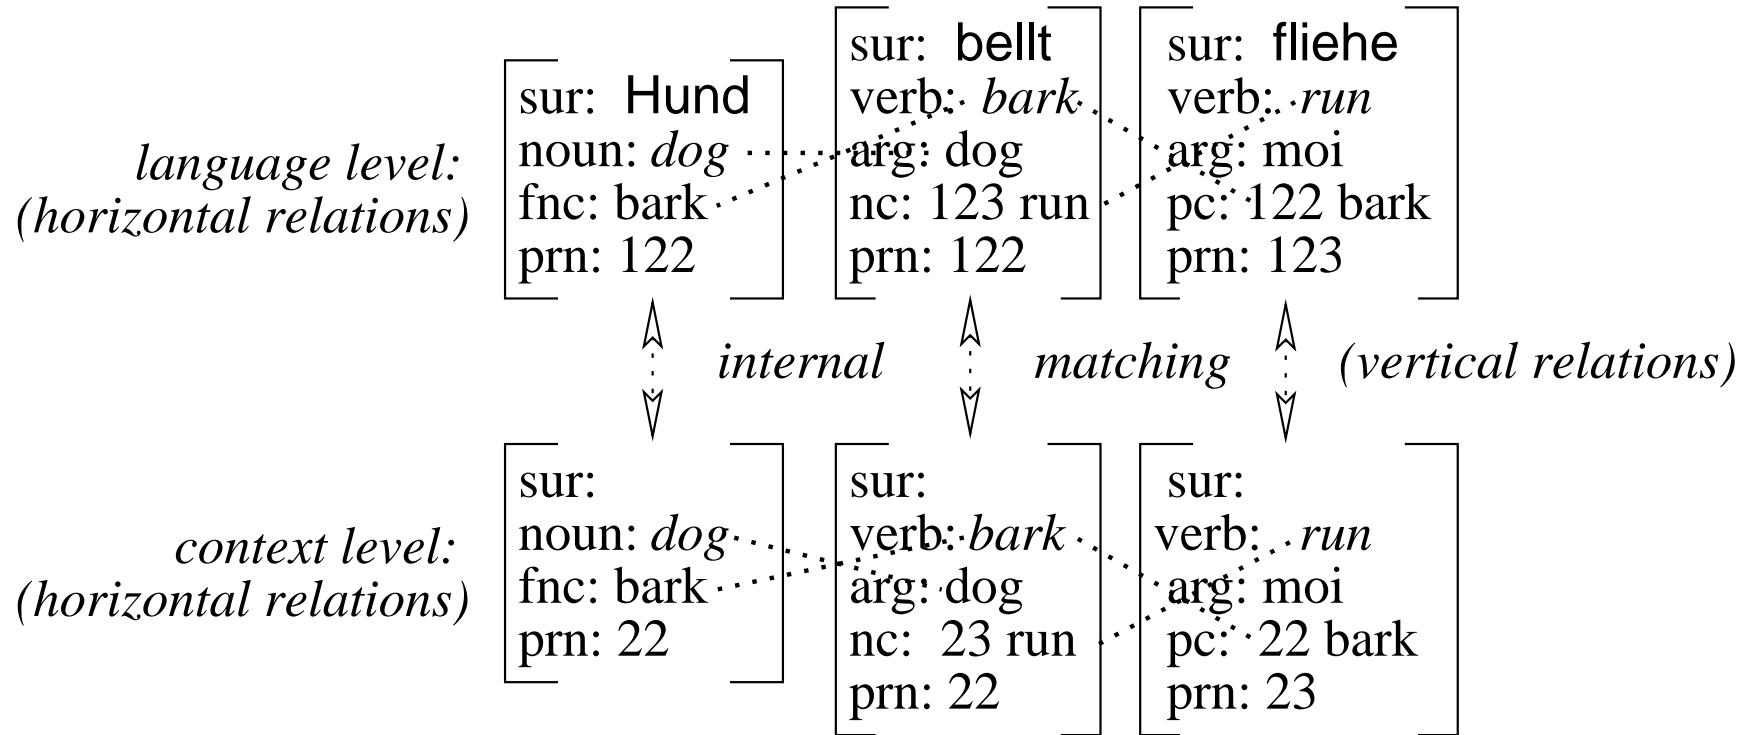 language level:
(horizontal relations)
sur: Hund
noun: dog
fnc: bark
prn: 122
sur: bellt
verb: bark
arg: dog
nc: 123 run
prn: 122
sur: fliehe
verb: run
arg: moi
pc: 122 bark
prn: 123
internal matching (vertical relations)
context level:
(horizontal relations)
sur:
noun: dog
fnc: bark
prn: 22
sur:
verb: bark
arg: dog
nc: 23 run
prn: 22
sur:
verb: run
arg: moi
pc: 22 bark
prn: 23